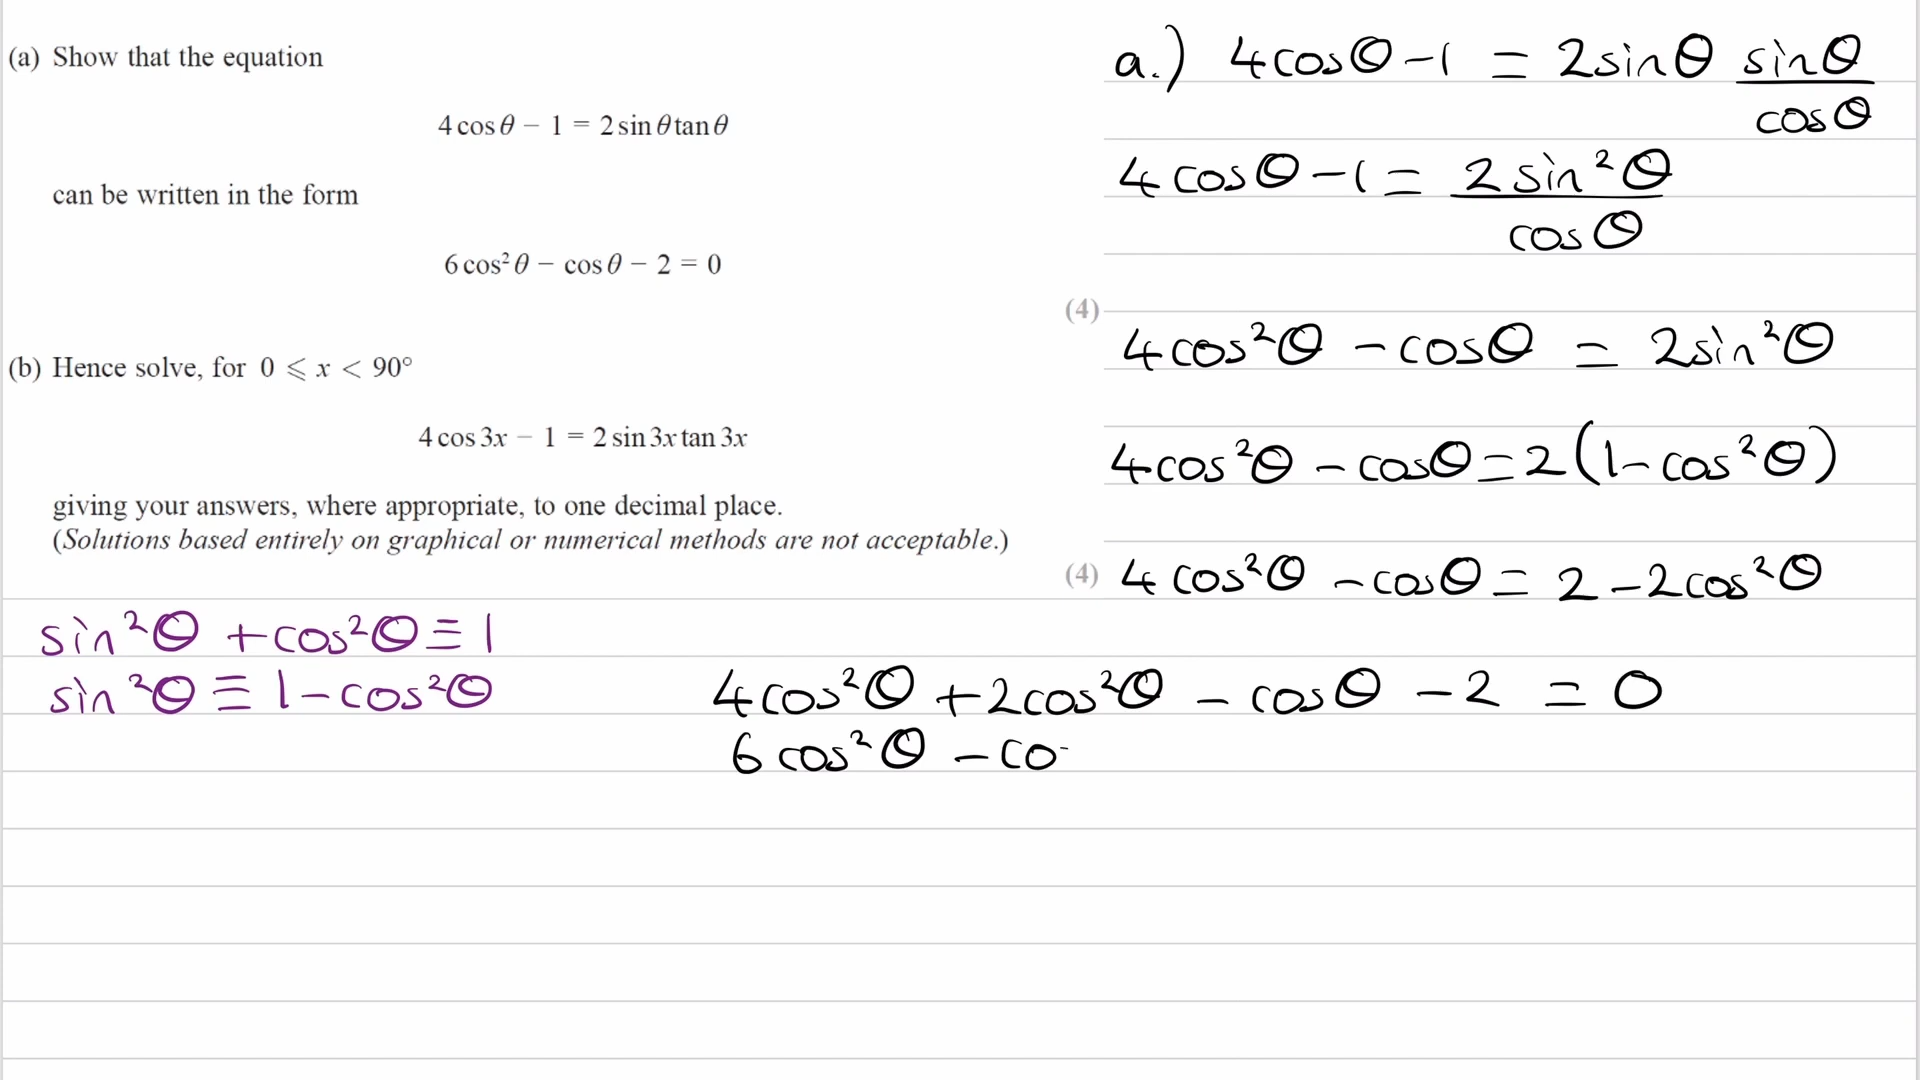 (a) Show that the equation
4 cos θ − 1 = 2 sin θ tan θ
can be written in the form
6 cos² θ − cos θ − 2 = 0
(4)
(b) Hence solve, for 0 ⩽ x < 90°
4 cos 3x − 1 = 2 sin 3x tan 3x
giving your answers, where appropriate, to one decimal place.
(Solutions based entirely on graphical or numerical methods are not acceptable.)
(4)
sin²θ + cos²θ ≡ 1
sin²θ ≡ 1 − cos²θ
a.) 4cosθ − 1 = 2sinθ sinθ/cosθ
4cosθ − 1 = 2sin²θ/cosθ
4cos²θ − cosθ = 2sin²θ
4cos²θ − cosθ = 2(1 − cos²θ)
4cos²θ − cosθ = 2 − 2cos²θ
4cos²θ + 2cos²θ − cosθ − 2 = 0
6cos²θ − co